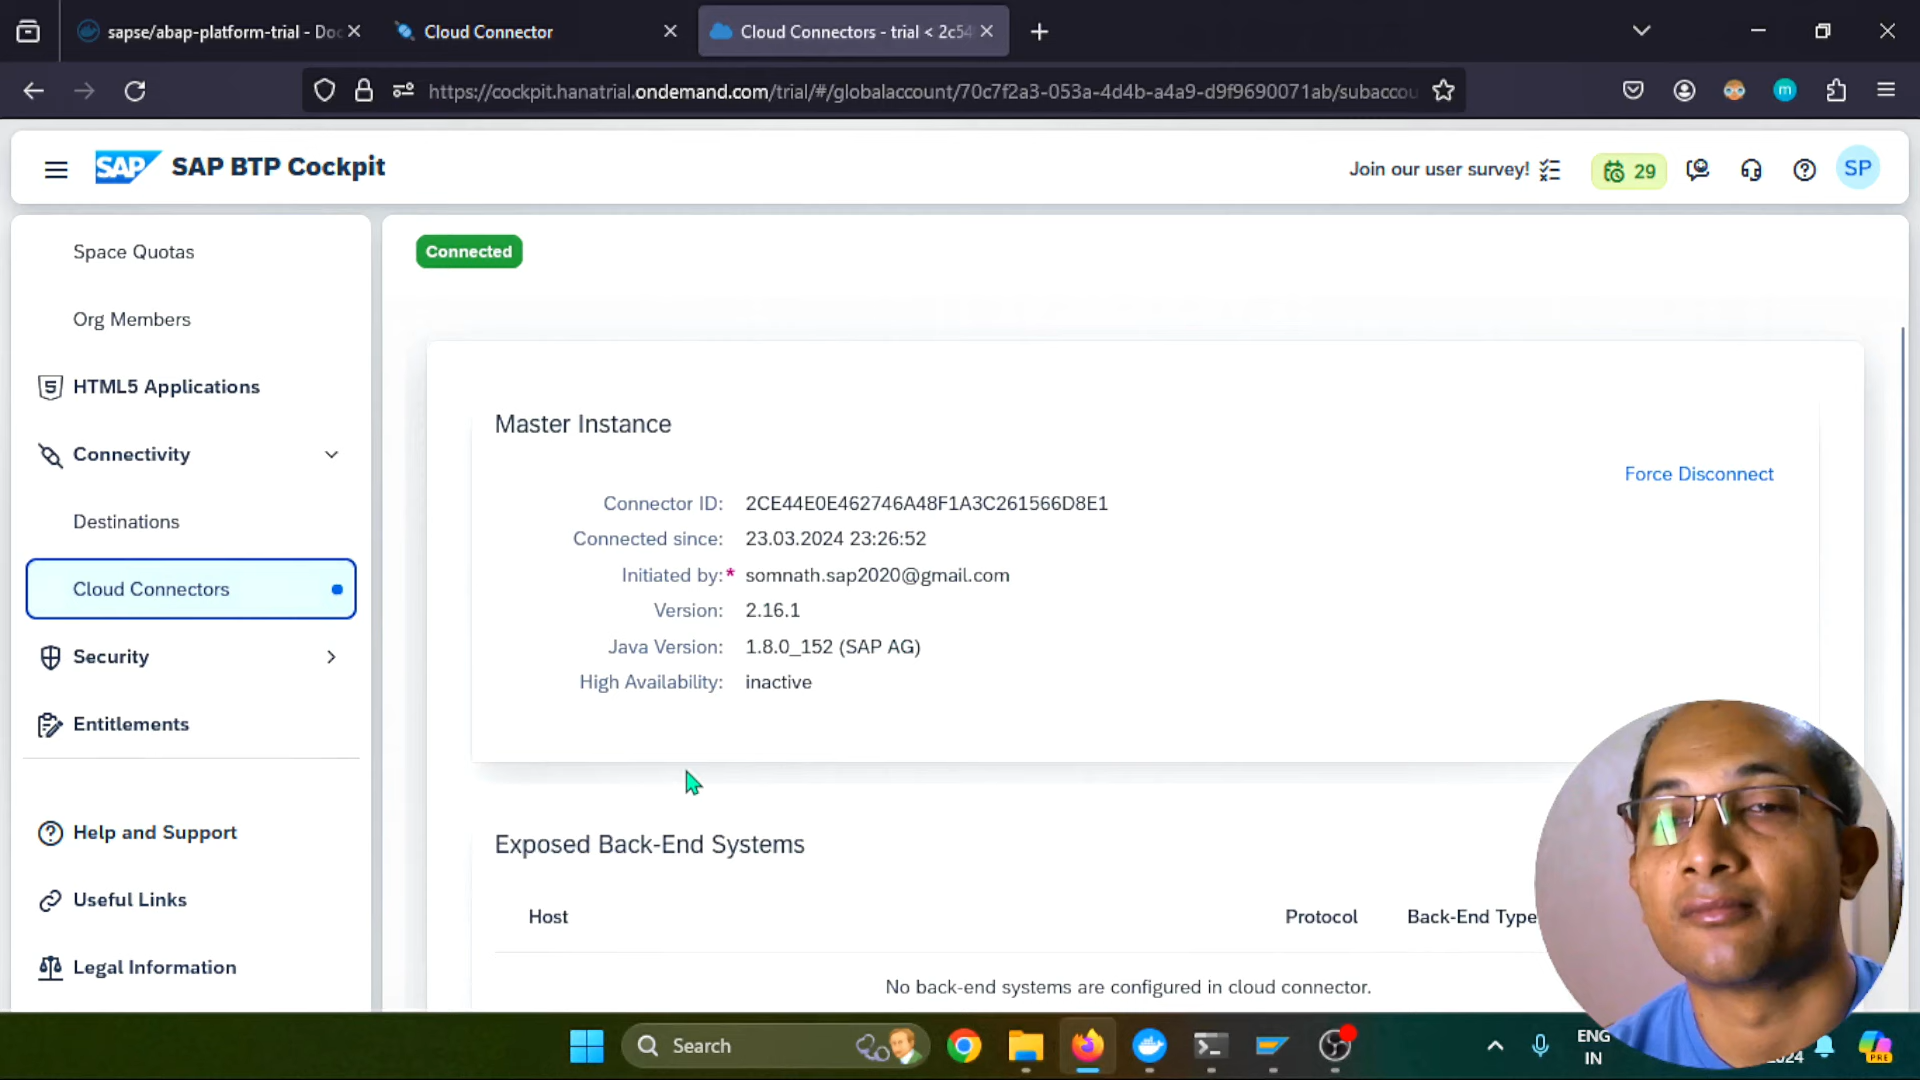 sapse/abap-platform-trial - Doc
Cloud Connector
Cloud Connectors - trial < 2c54
https://cockpit.hanatrial.ondemand.com/trial/#/globalaccount/70c7f2a3-053a-4d4b-a4a9-d9f9690071ab/subaccou
m
SAP
SAP BTP Cockpit
Join our user survey!
29
SP
Space Quotas
Org Members
HTML5 Applications
Connectivity
Destinations
Cloud Connectors
Security
Entitlements
Help and Support
Useful Links
Legal Information
Connected
Master Instance
Force Disconnect
Connector ID: 2CE44E0E462746A48F1A3C261566D8E1
Connected since: 23.03.2024 23:26:52
Initiated by:* somnath.sap2020@gmail.com
Version: 2.16.1
Java Version: 1.8.0_152 (SAP AG)
High Availability: inactive
Exposed Back-End Systems
Host Protocol Back-End Type
No back-end systems are configured in cloud connector.
Search
ENG
IN
2024
PRE